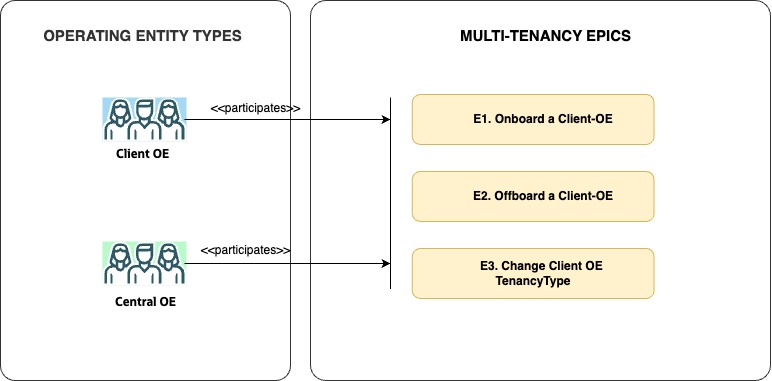 OPERATING ENTITY TYPES
MULTI-TENANCY EPICS
<<participates>>
Client OE
<<participates>>
Central OE
E1. Onboard a Client-OE
E2. Offboard a Client-OE
E3. Change Client OE
TenancyType